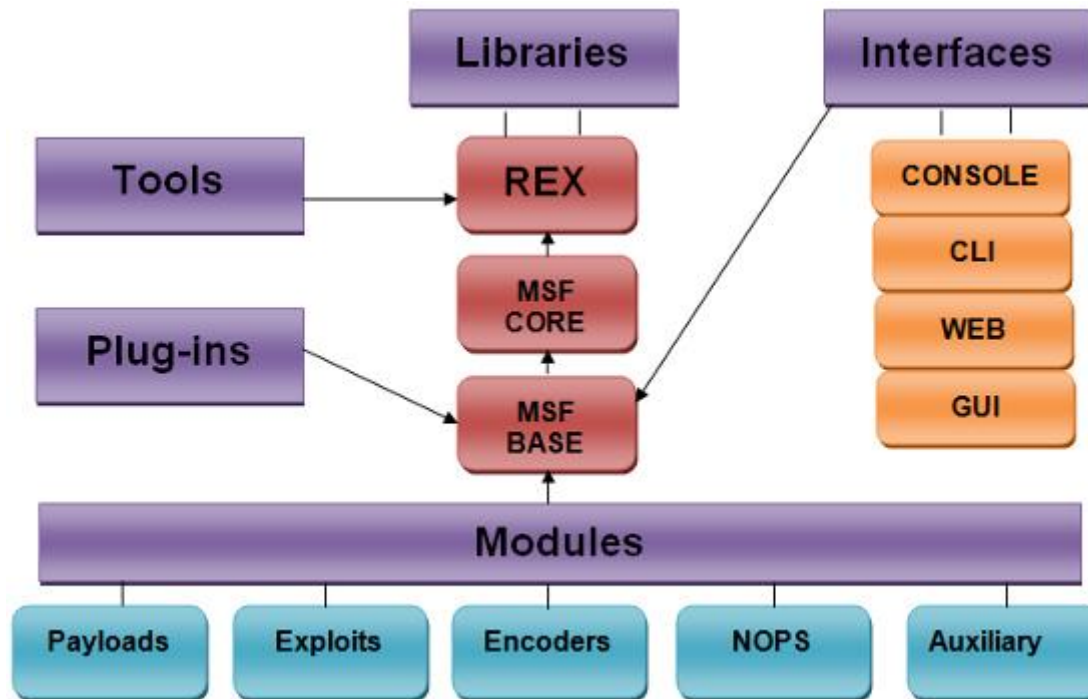 Libraries
Interfaces
Tools
REX
CONSOLE
CLI
MSF
CORE
WEB
Plug-ins
GUI
MSF
BASE
Modules
Payloads
Exploits
Encoders
NOPS
Auxiliary